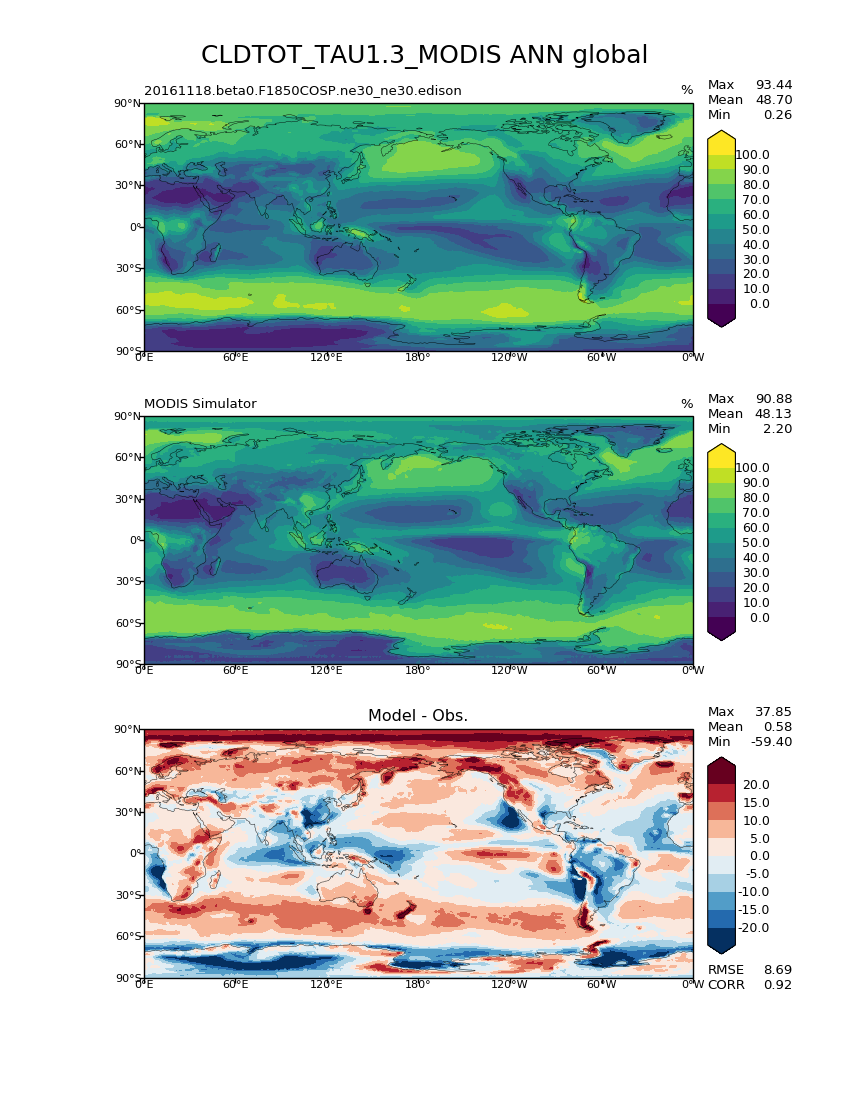 CLDTOT_TAU1.3_MODIS ANN global
20161118.beta0.F1850COSP.ne30_ne30.edison %
Max 93.44
Mean 48.70
Min 0.26
90°N
60°N
30°N
0°
30°S
60°S
90°S
0°E 60°E 120°E 180° 120°W 60°W 0°W
100.0
90.0
80.0
70.0
60.0
50.0
40.0
30.0
20.0
10.0
0.0
MODIS Simulator %
Max 90.88
Mean 48.13
Min 2.20
90°N
60°N
30°N
0°
30°S
60°S
90°S
0°E 60°E 120°E 180° 120°W 60°W 0°W
100.0
90.0
80.0
70.0
60.0
50.0
40.0
30.0
20.0
10.0
0.0
Model - Obs.
Max 37.85
Mean 0.58
Min -59.40
90°N
60°N
30°N
0°
30°S
60°S
90°S
0°E 60°E 120°E 180° 120°W 60°W 0°W
20.0
15.0
10.0
5.0
0.0
-5.0
-10.0
-15.0
-20.0
RMSE 8.69
CORR 0.92